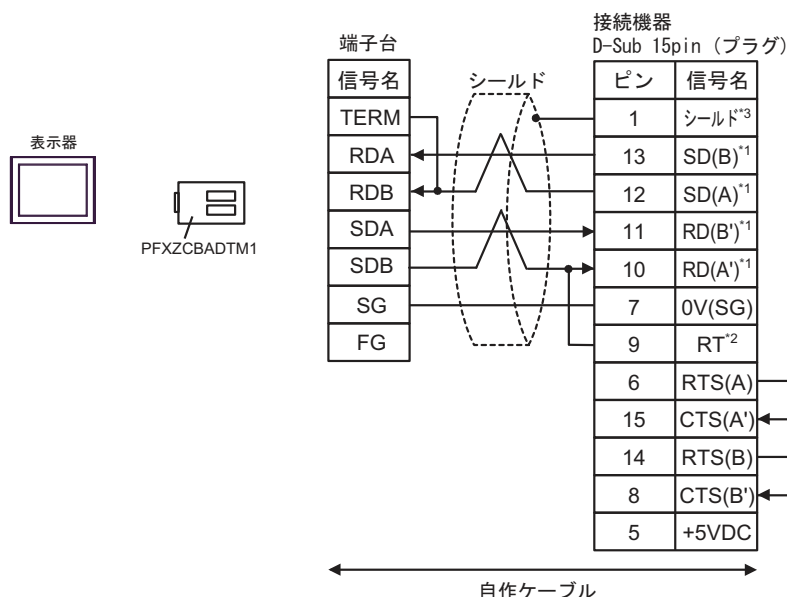 表示器
PFXZCBADTM1
端子台
信号名
TERM
RDA
RDB
SDA
SDB
SG
FG
シールド
接続機器
D-Sub 15pin (プラグ)
ピン 信号名
1 シールド*3
13 SD(B)*1
12 SD(A)*1
11 RD(B')*1
10 RD(A')*1
7 0V(SG)
9 RT*2
6 RTS(A)
15 CTS(A')
14 RTS(B)
8 CTS(B')
5 +5VDC
自作ケーブル